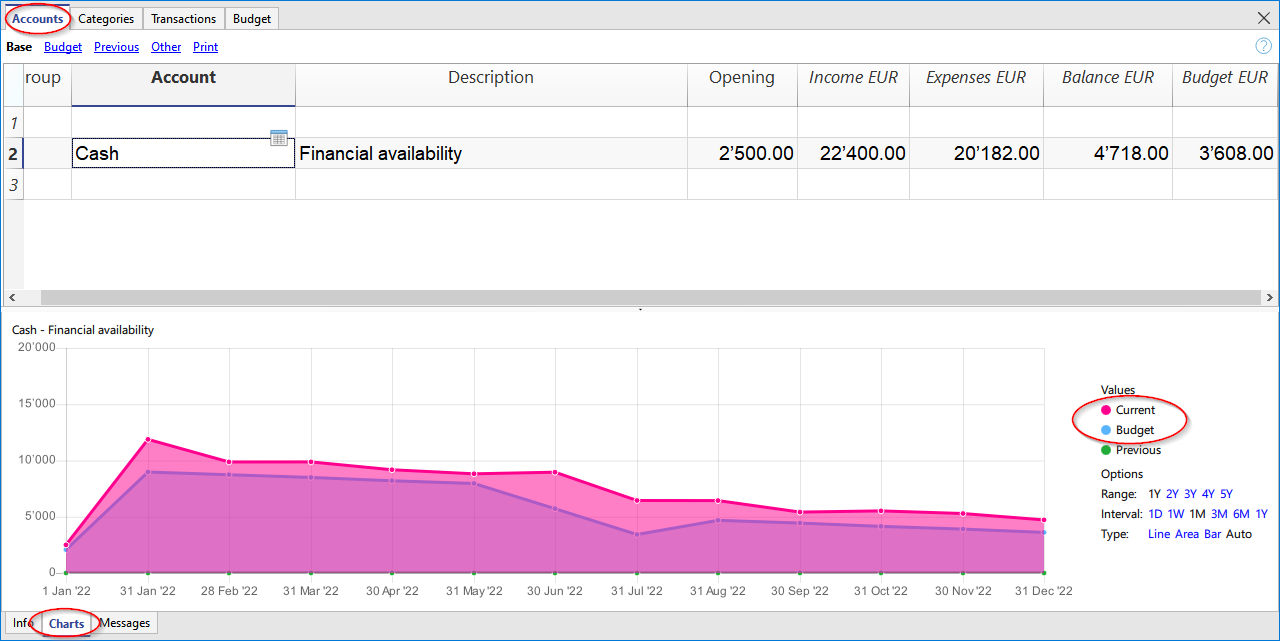 Accounts Categories Transactions Budget
Base Budget Previous Other Print
roup Account Description Opening Income EUR Expenses EUR Balance EUR Budget EUR
1
2 Cash Financial availability 2’500.00 22’400.00 20’182.00 4’718.00 3’608.00
3
Cash - Financial availability
20'000
15'000
10'000
5'000
0
1 Jan '22 31 Jan '22 28 Feb '22 31 Mar '22 30 Apr '22 31 May '22 30 Jun '22 31 Jul '22 31 Aug '22 30 Sep '22 31 Oct '22 30 Nov '22 31 Dec '22
Values
Current
Budget
Previous
Options
Range: 1Y 2Y 3Y 4Y 5Y
Interval: 1D 1W 1M 3M 6M 1Y
Type: Line Area Bar Auto
Info Charts Messages